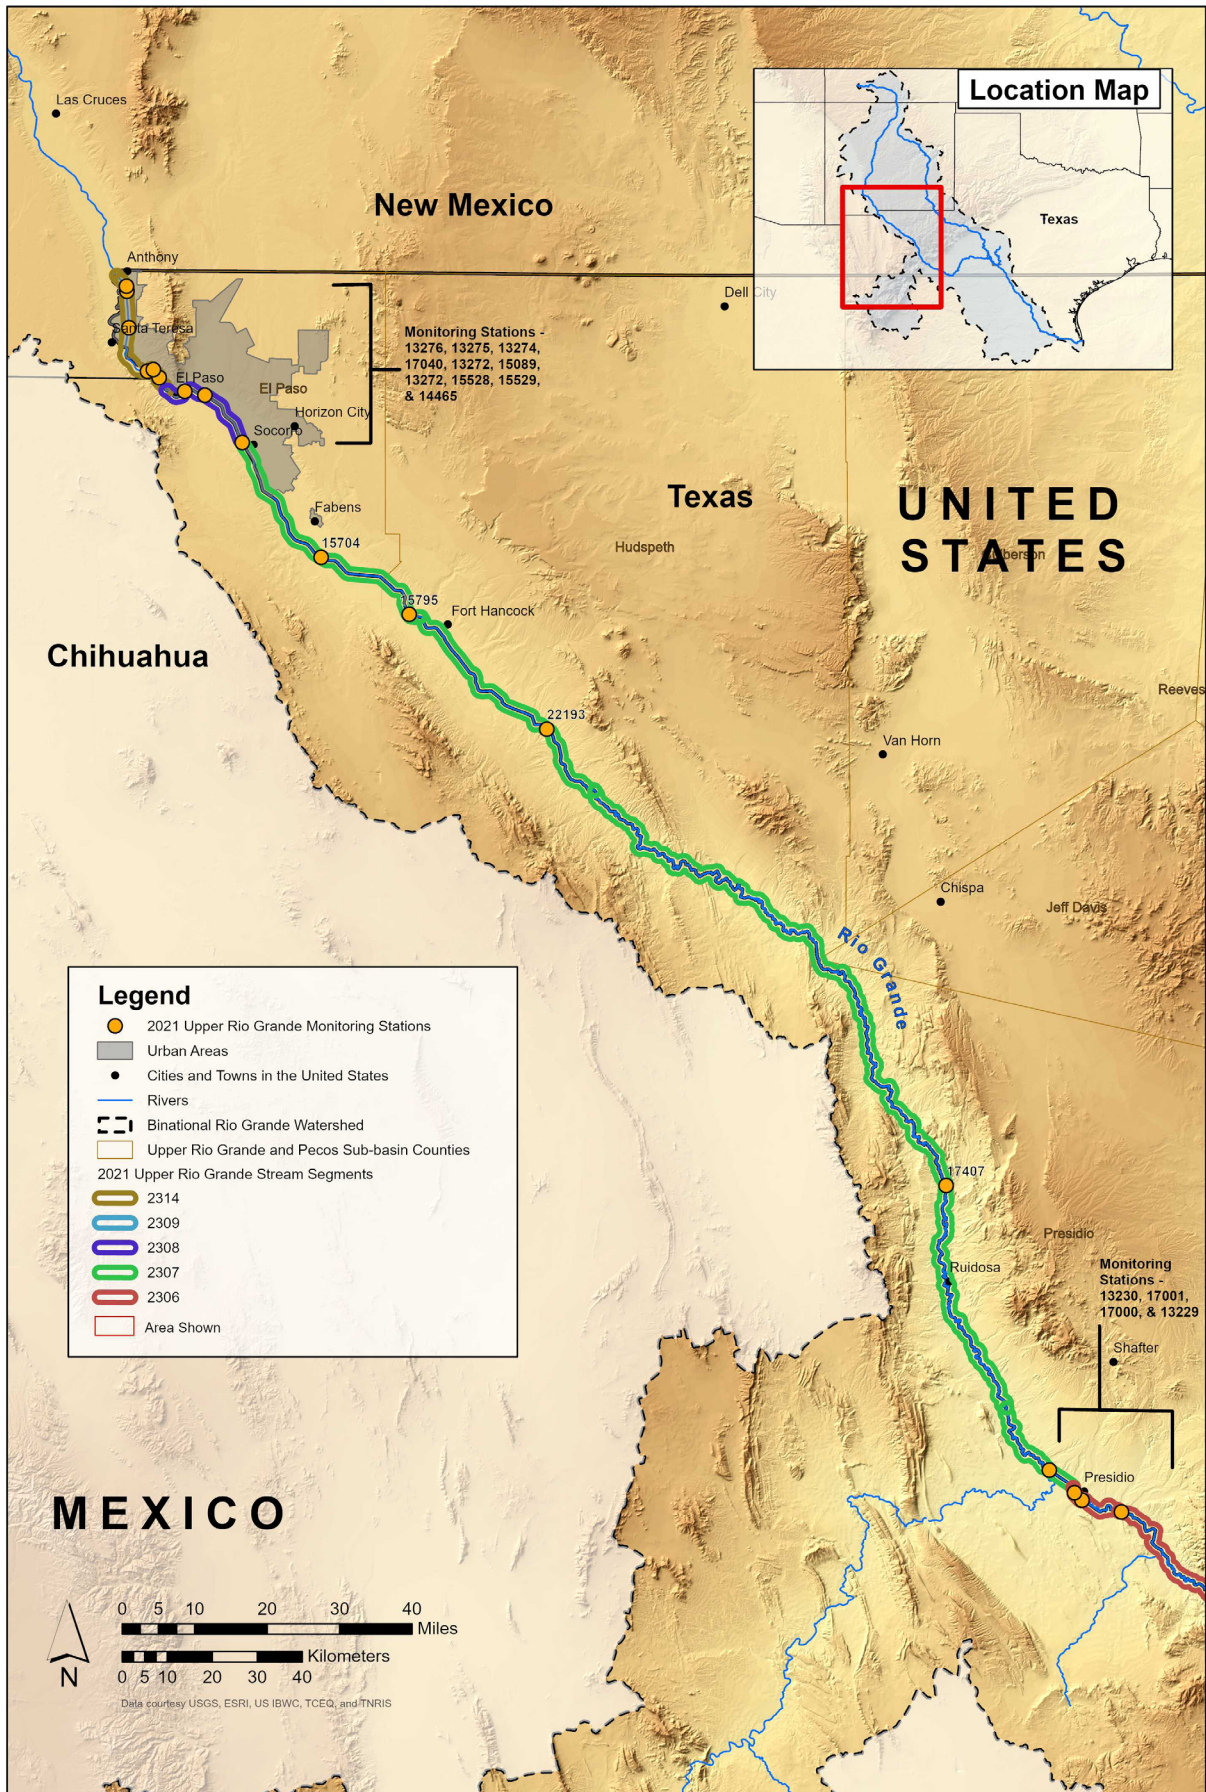 Las Cruces
Location Map
New Mexico
Texas
Anthony
Dell City
Santa Teresa
Monitoring Stations -
13276, 13275, 13274,
17040, 13272, 15089,
13272, 15528, 15529,
& 14465
El Paso
El Paso
Horizon City
Socorro
Texas
UNITED
STATES
Fabens
15704
Hudspeth
Culberson
15795
Fort Hancock
Chihuahua
Reeves
22193
Van Horn
Chispa
Jeff Davis
Rio Grande
Legend
2021 Upper Rio Grande Monitoring Stations
Urban Areas
Cities and Towns in the United States
Rivers
Binational Rio Grande Watershed
Upper Rio Grande and Pecos Sub-basin Counties
2021 Upper Rio Grande Stream Segments
2314
2309
2308
2307
2306
Area Shown
17407
Presidio
Ruidosa
Monitoring
Stations -
13230, 17001,
17000, & 13229
Shafter
Presidio
MEXICO
0 5 10 20 30 40
Miles
Kilometers
0 5 10 20 30 40
N
Data courtesy USGS, ESRI, US IBWC, TCEQ, and TNRIS